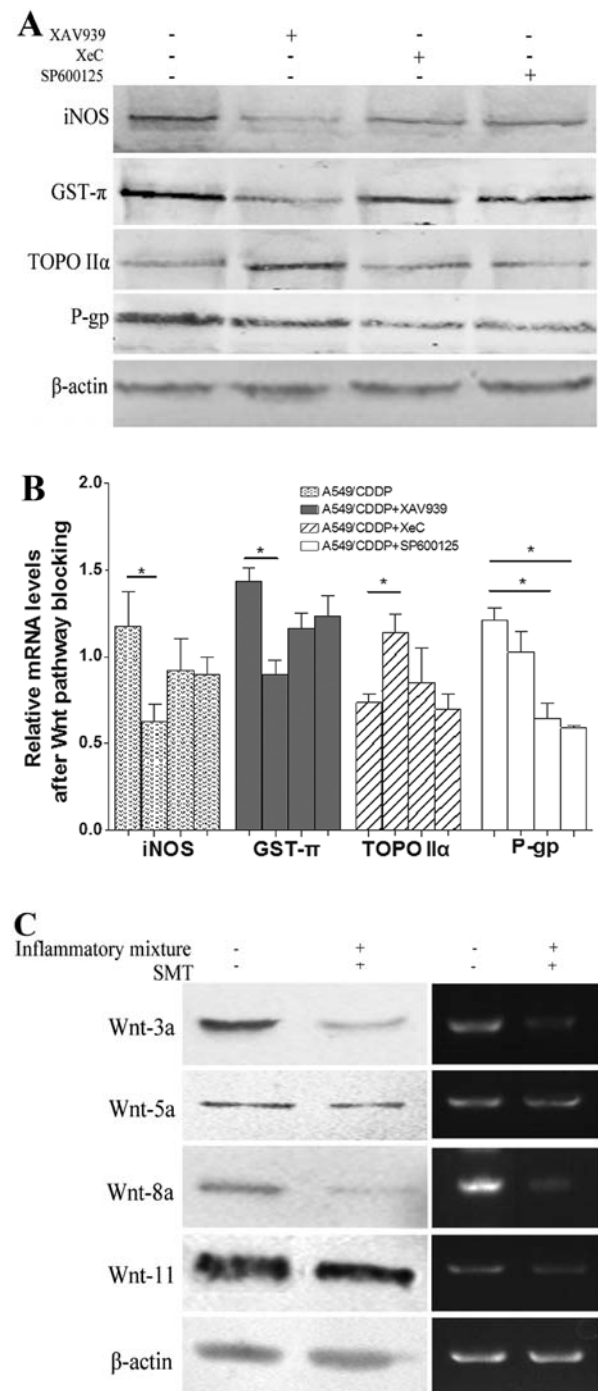 A
XAV939 - + - -
XeC - - + -
SP600125 - - - +
iNOS
GST-π
TOPO IIα
P-gp
β-actin
B
Relative mRNA levels
after Wnt pathway blocking
2.0
1.5
1.0
0.5
0.0
A549/CDDP
A549/CDDP+XAV939
A549/CDDP+XeC
A549/CDDP+SP600125
*
*
*
*
*
iNOS GST-π TOPO IIα P-gp
C
Inflammatory mixture - + - +
SMT - + - +
Wnt-3a
Wnt-5a
Wnt-8a
Wnt-11
β-actin